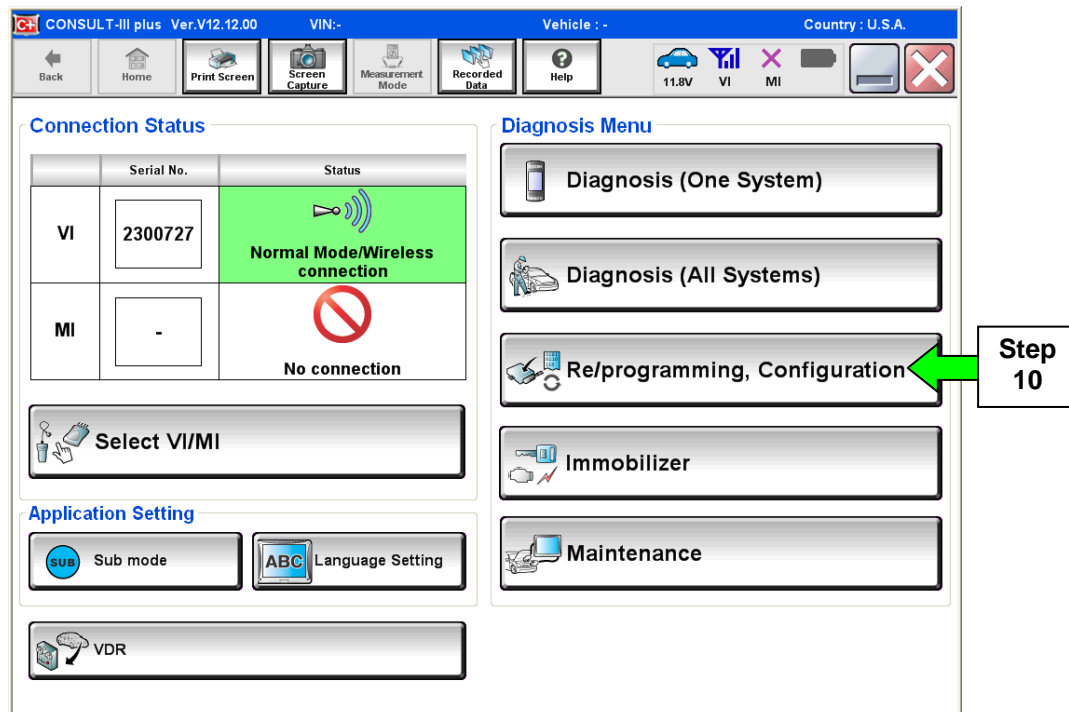 C+ CONSULT-III plus Ver.V12.12.00 VIN:- Vehicle : - Country : U.S.A.
Back
Home
Print Screen
Screen
Capture
Measurement
Mode
Recorded
Data
Help
11.8V
VI
MI
Connection Status
Serial No.
Status
VI
2300727
Normal Mode/Wireless
connection
MI
-
No connection
Select VI/MI
Application Setting
SUB
Sub mode
ABC
Language Setting
VDR
Diagnosis Menu
Diagnosis (One System)
Diagnosis (All Systems)
Re/programming, Configuration
Immobilizer
Maintenance
Step
10